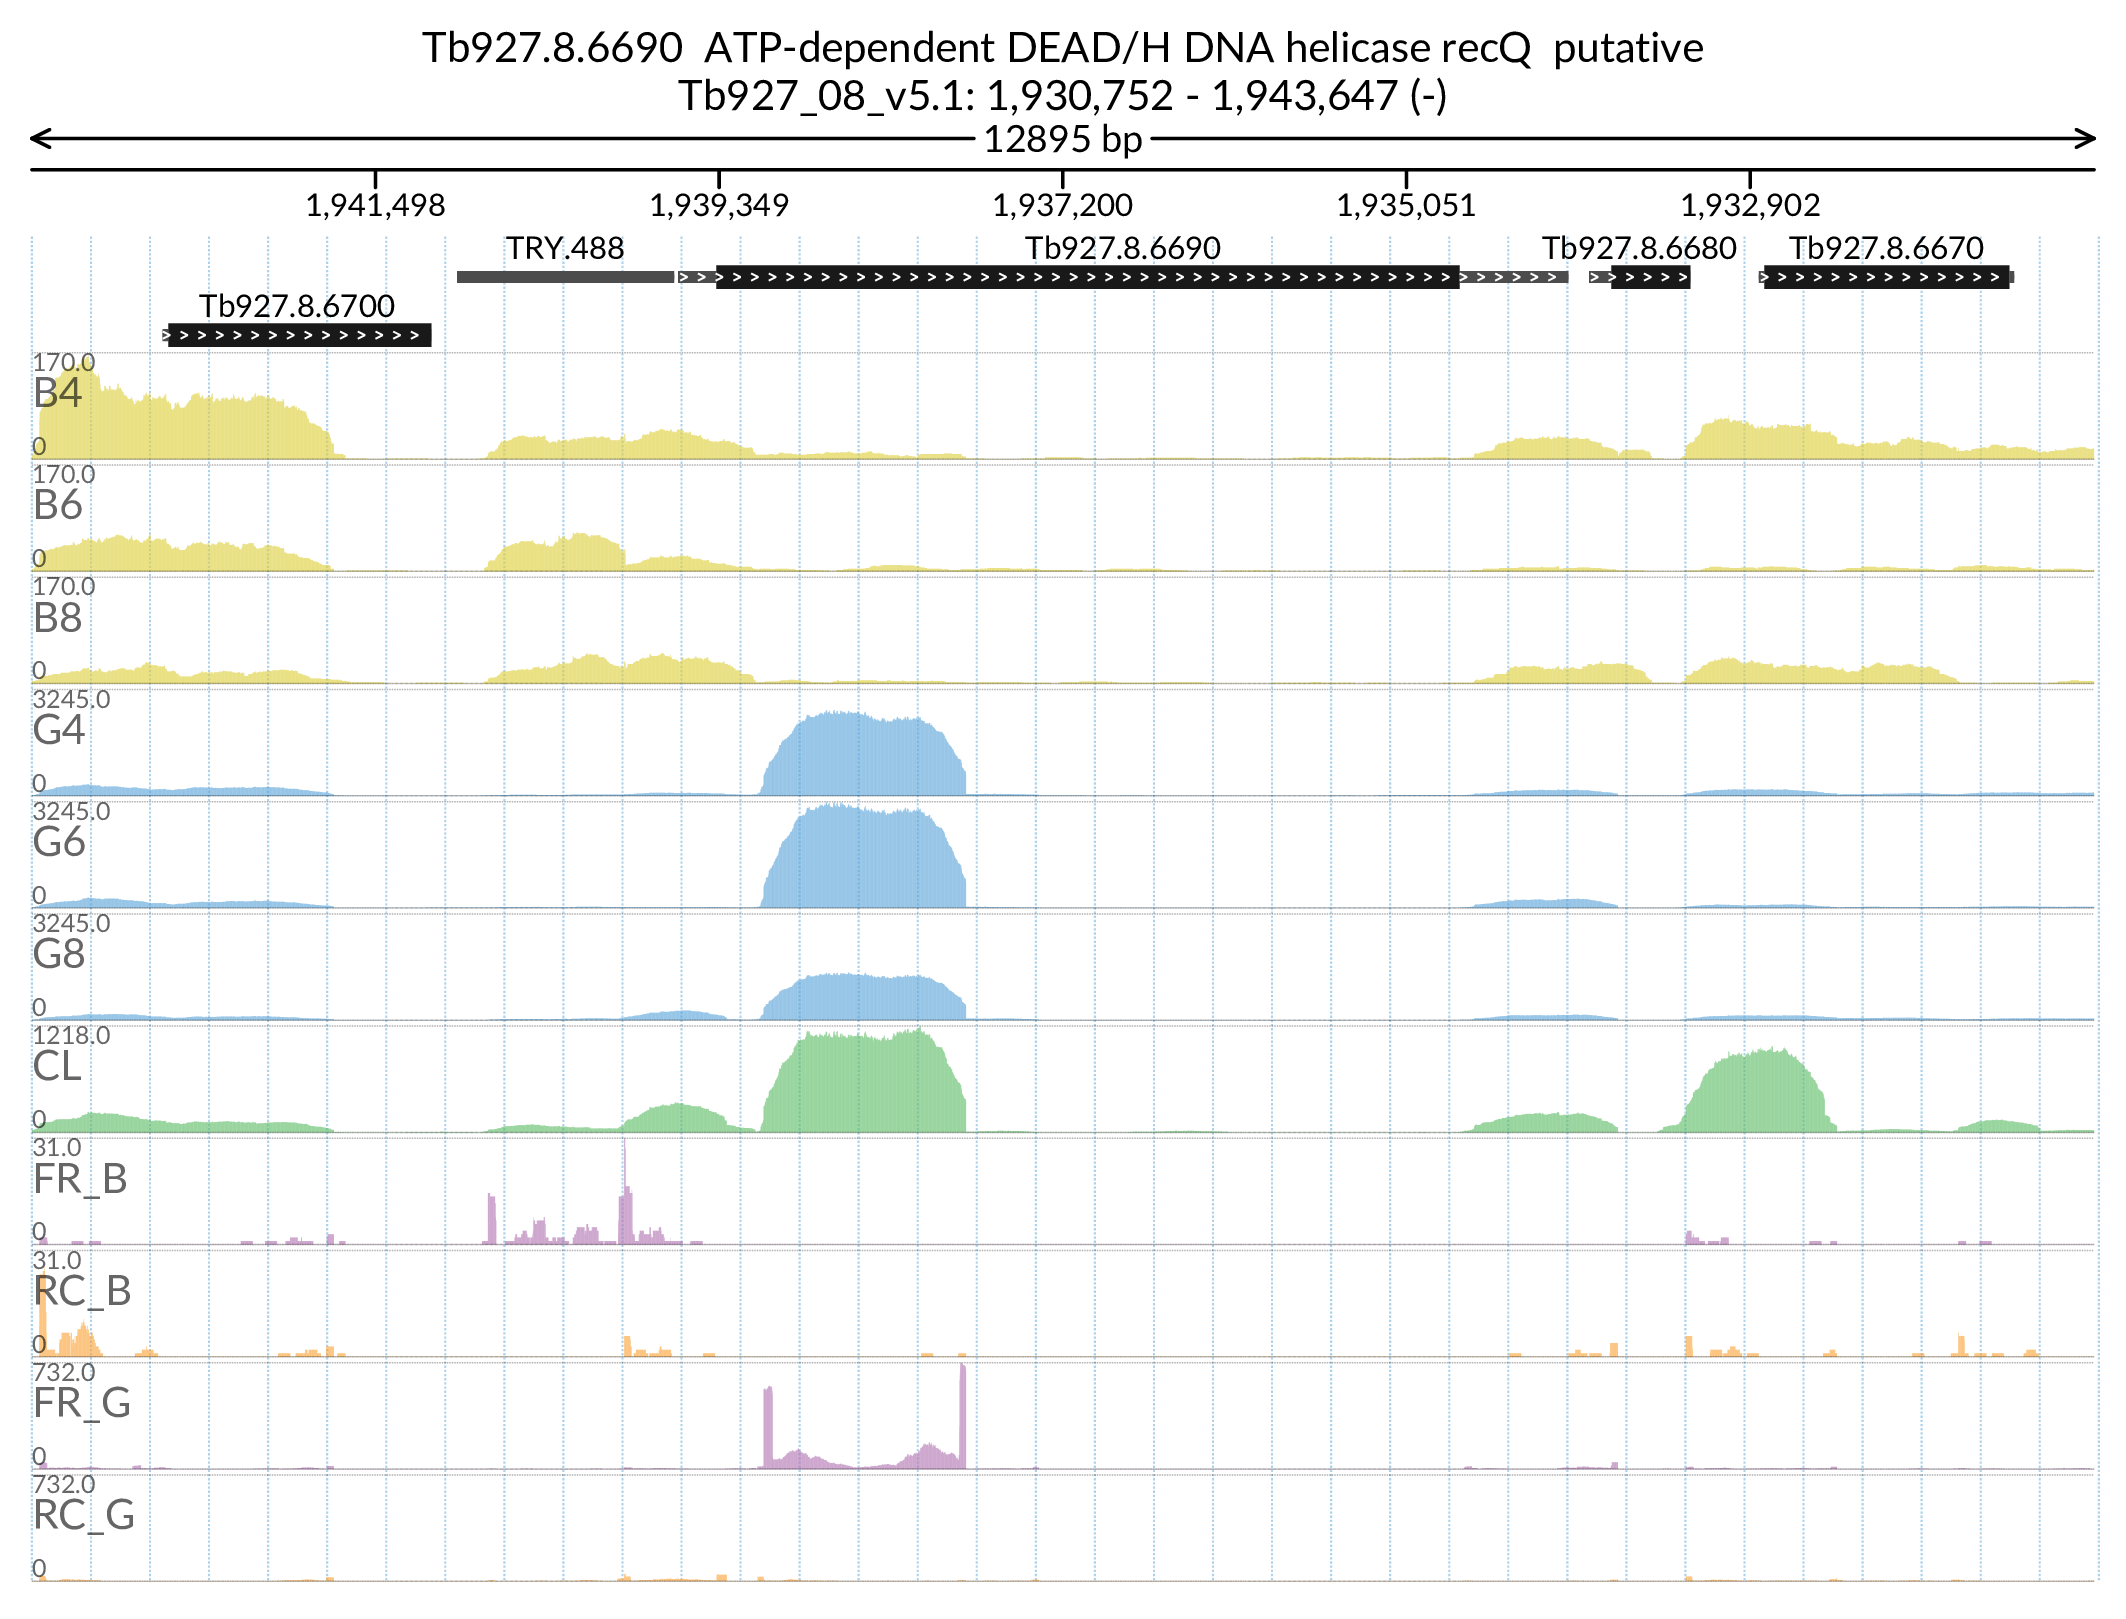 Tb927.8.6690 ATP-dependent DEAD/H DNA helicase recQ putative
Tb927_08_v5.1: 1,930,752 - 1,943,647 (-)
12895 bp
1,941,498 1,939,349 1,937,200 1,935,051 1,932,902
TRY.488 Tb927.8.6690 Tb927.8.6680 Tb927.8.6670
Tb927.8.6700
170.0
B4
0
170.0
B6
0
170.0
B8
0
3245.0
G4
0
3245.0
G6
0
3245.0
G8
0
1218.0
CL
0
31.0
FR_B
0
31.0
RC_B
0
732.0
FR_G
0
732.0
RC_G
0